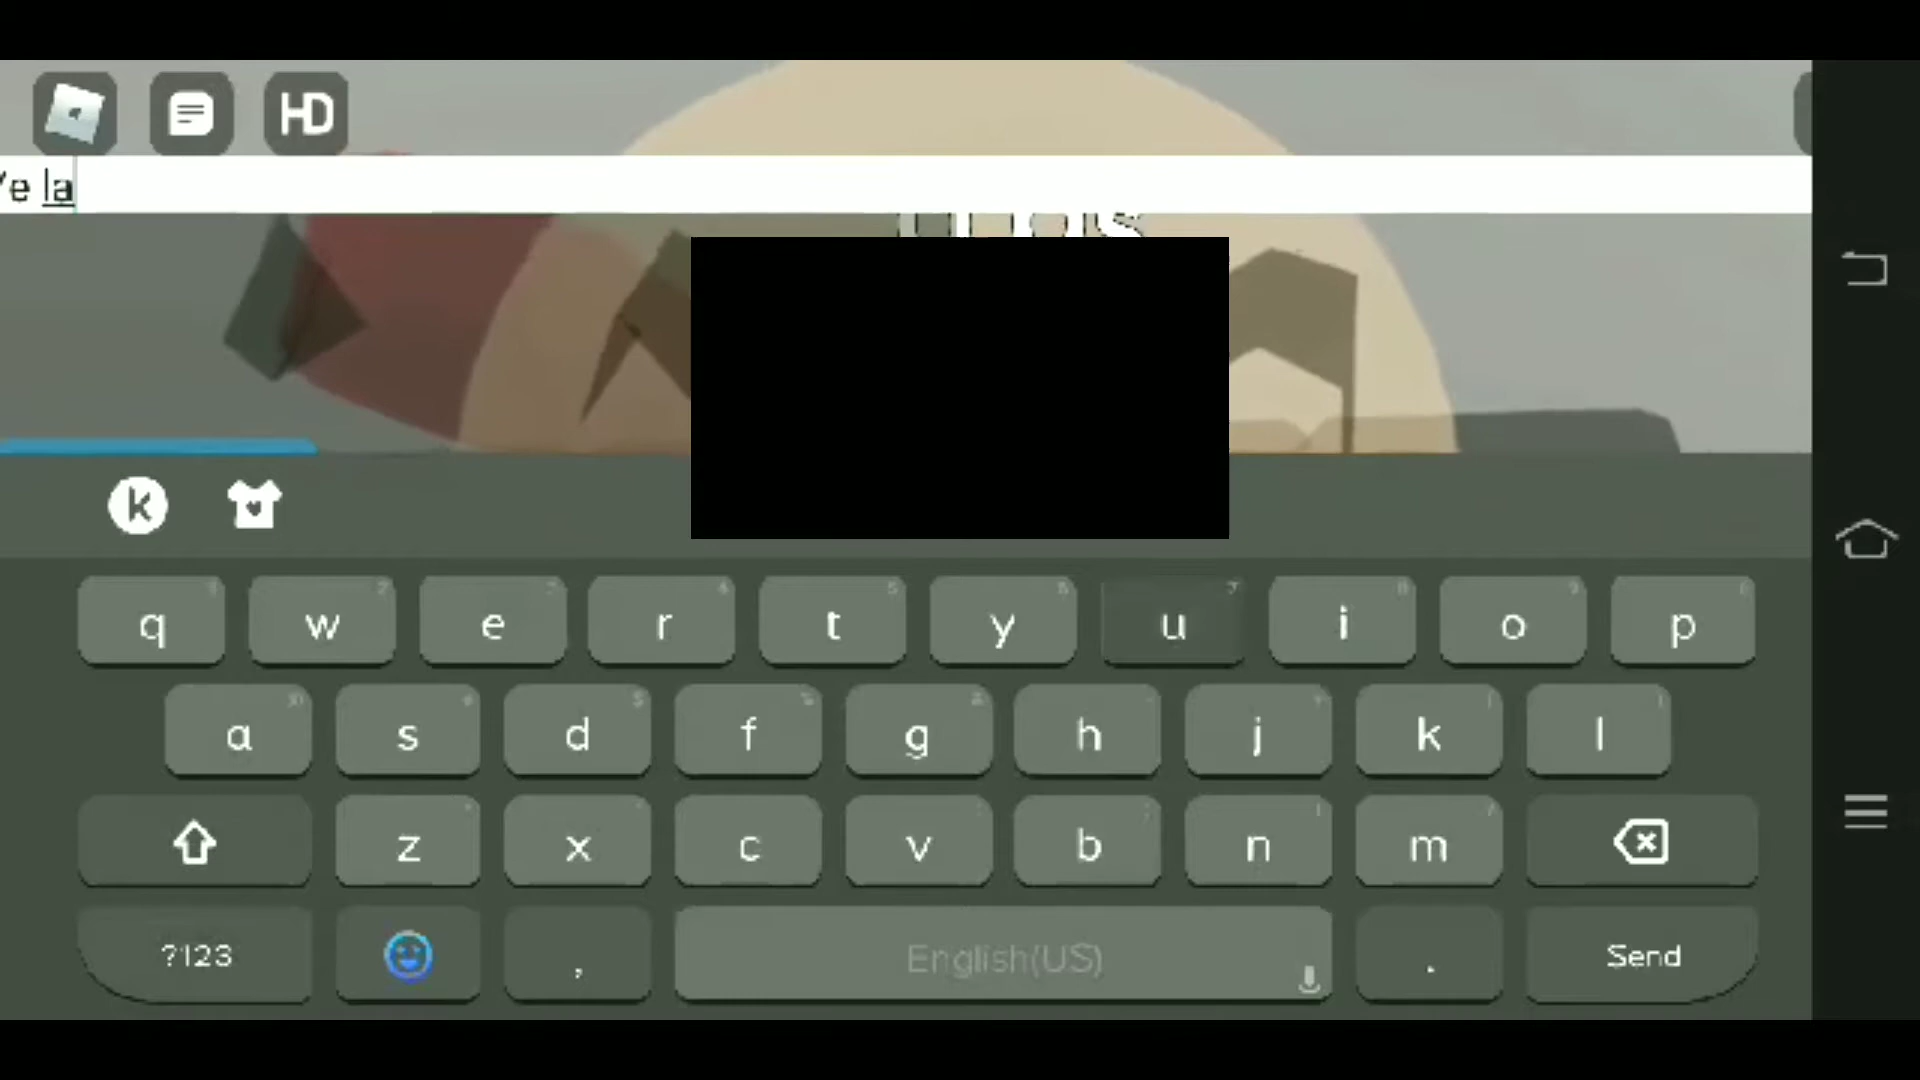 HD
la
k
q w e r t y u i o p
a s d f g h j k l
z x c v b n m
?123 , English(US) . Send